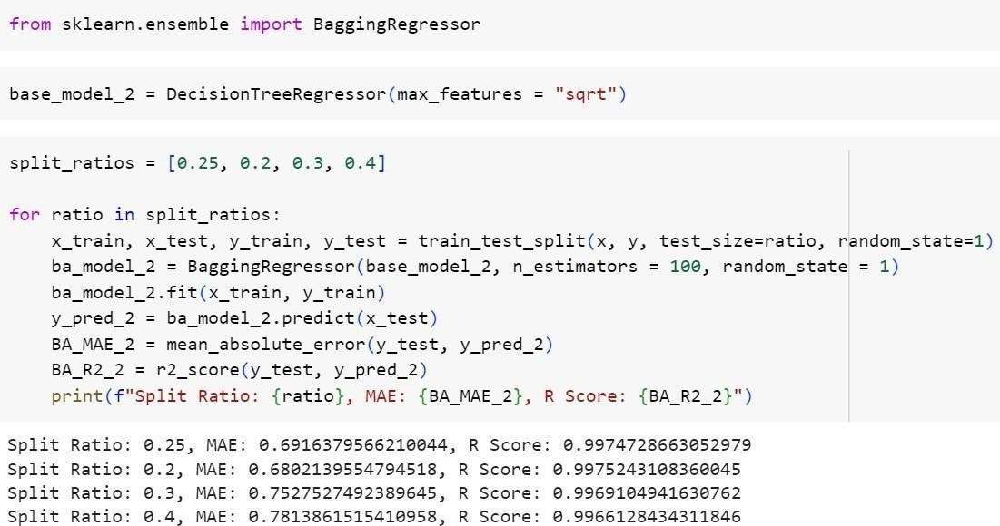 from sklearn.ensemble import BaggingRegressor
base_model_2 = DecisionTreeRegressor(max_features = "sqrt")
split_ratios = [0.25, 0.2, 0.3, 0.4]
for ratio in split_ratios:
    x_train, x_test, y_train, y_test = train_test_split(x, y, test_size=ratio, random_state=1)
    ba_model_2 = BaggingRegressor(base_model_2, n_estimators = 100, random_state = 1)
    ba_model_2.fit(x_train, y_train)
    y_pred_2 = ba_model_2.predict(x_test)
    BA_MAE_2 = mean_absolute_error(y_test, y_pred_2)
    BA_R2_2 = r2_score(y_test, y_pred_2)
    print(f"Split Ratio: {ratio}, MAE: {BA_MAE_2}, R Score: {BA_R2_2}")
Split Ratio: 0.25, MAE: 0.6916379566210044, R Score: 0.9974728663052979
Split Ratio: 0.2, MAE: 0.6802139554794518, R Score: 0.9975243108360045
Split Ratio: 0.3, MAE: 0.7527527492389645, R Score: 0.9969104941630762
Split Ratio: 0.4, MAE: 0.7813861515410958, R Score: 0.9966128434311846